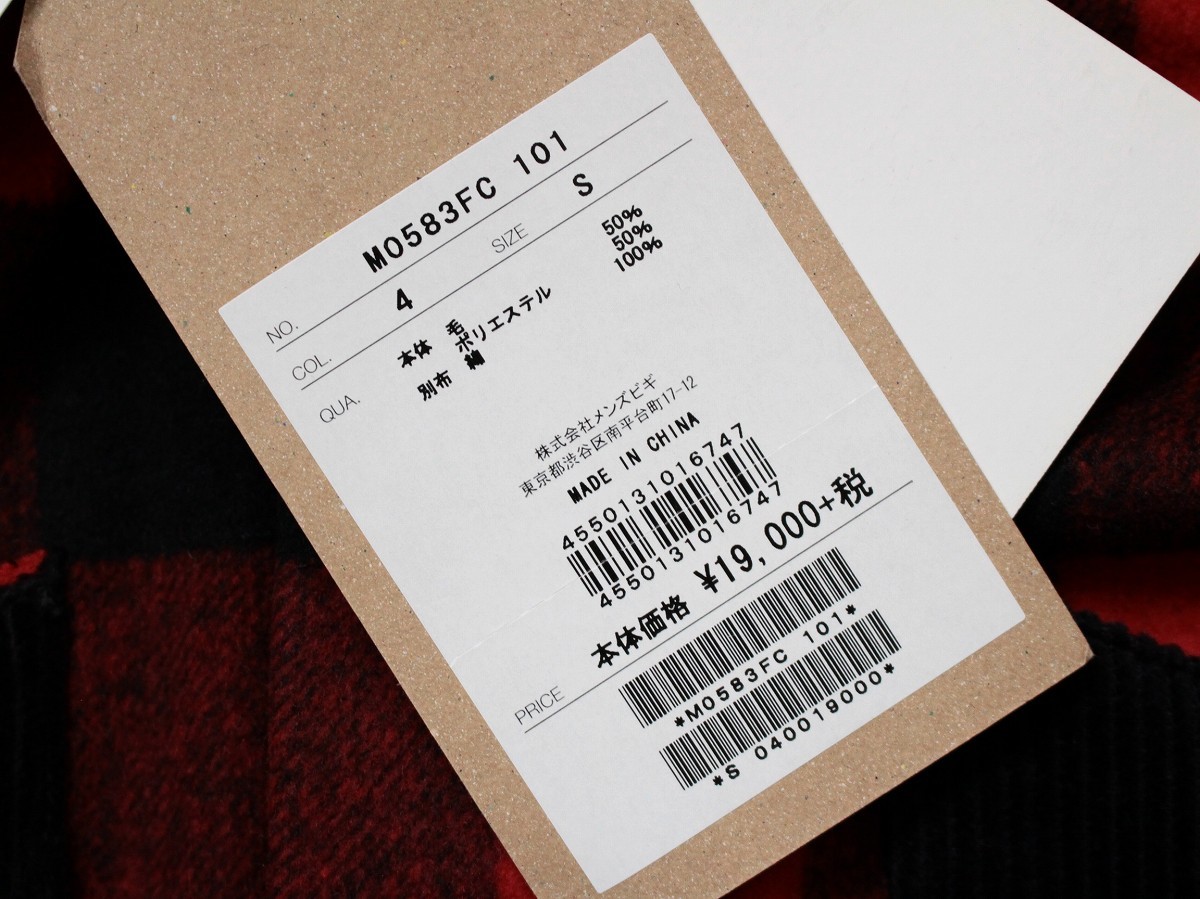 NO. M0583FC 101
COL. 4 SIZE S
QUA. 本体 毛 50%
ポリエステル 50%
別布 綿 100%
株式会社メンズビギ
東京都渋谷区南平台町17-12
MADE IN CHINA
4550131016747
4550131016747
PRICE 本体価格 ¥19,000+税
*M0583FC 101*
*S 040019000*